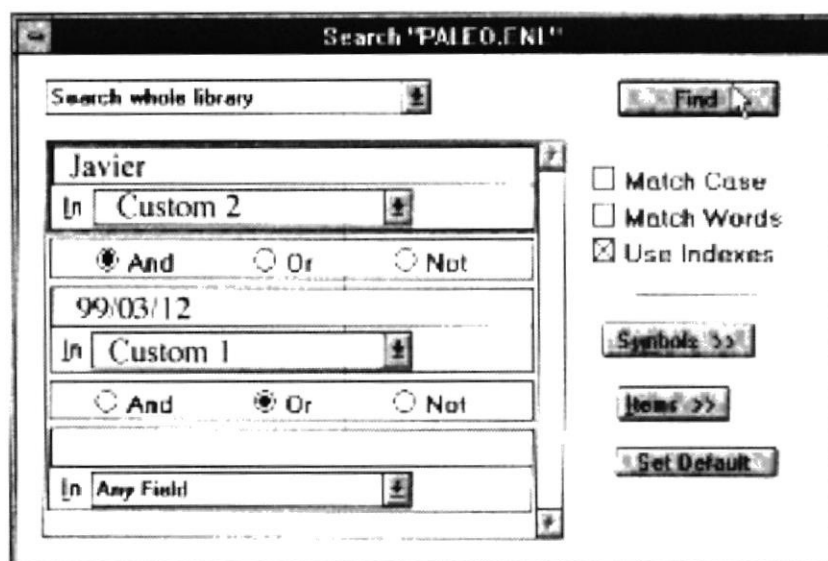 Search "PALEO.ENL"
Search whole library
Find
Javier
In Custom 2
And Or Not
99/03/12
In Custom 1
And Or Not
In Any Field
Match Case
Match Words
Use Indexes
Symbols >>
Items >>
Set Default